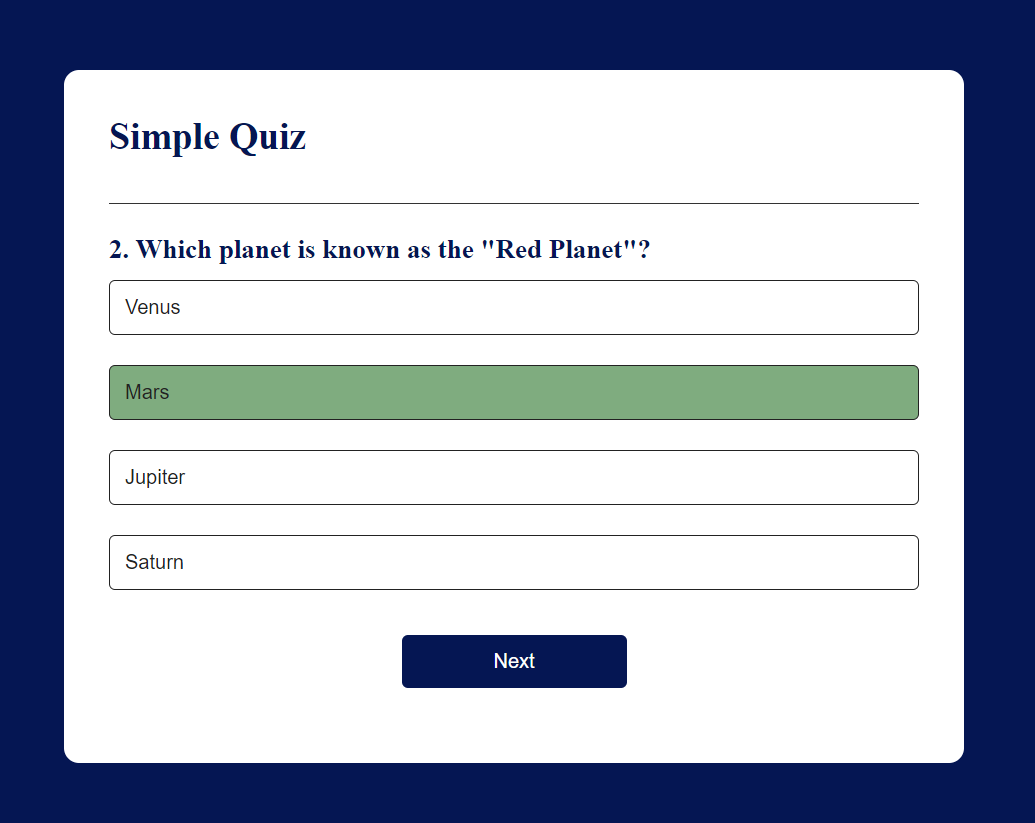 Simple Quiz
2. Which planet is known as the "Red Planet"?
Venus
Mars
Jupiter
Saturn
Next